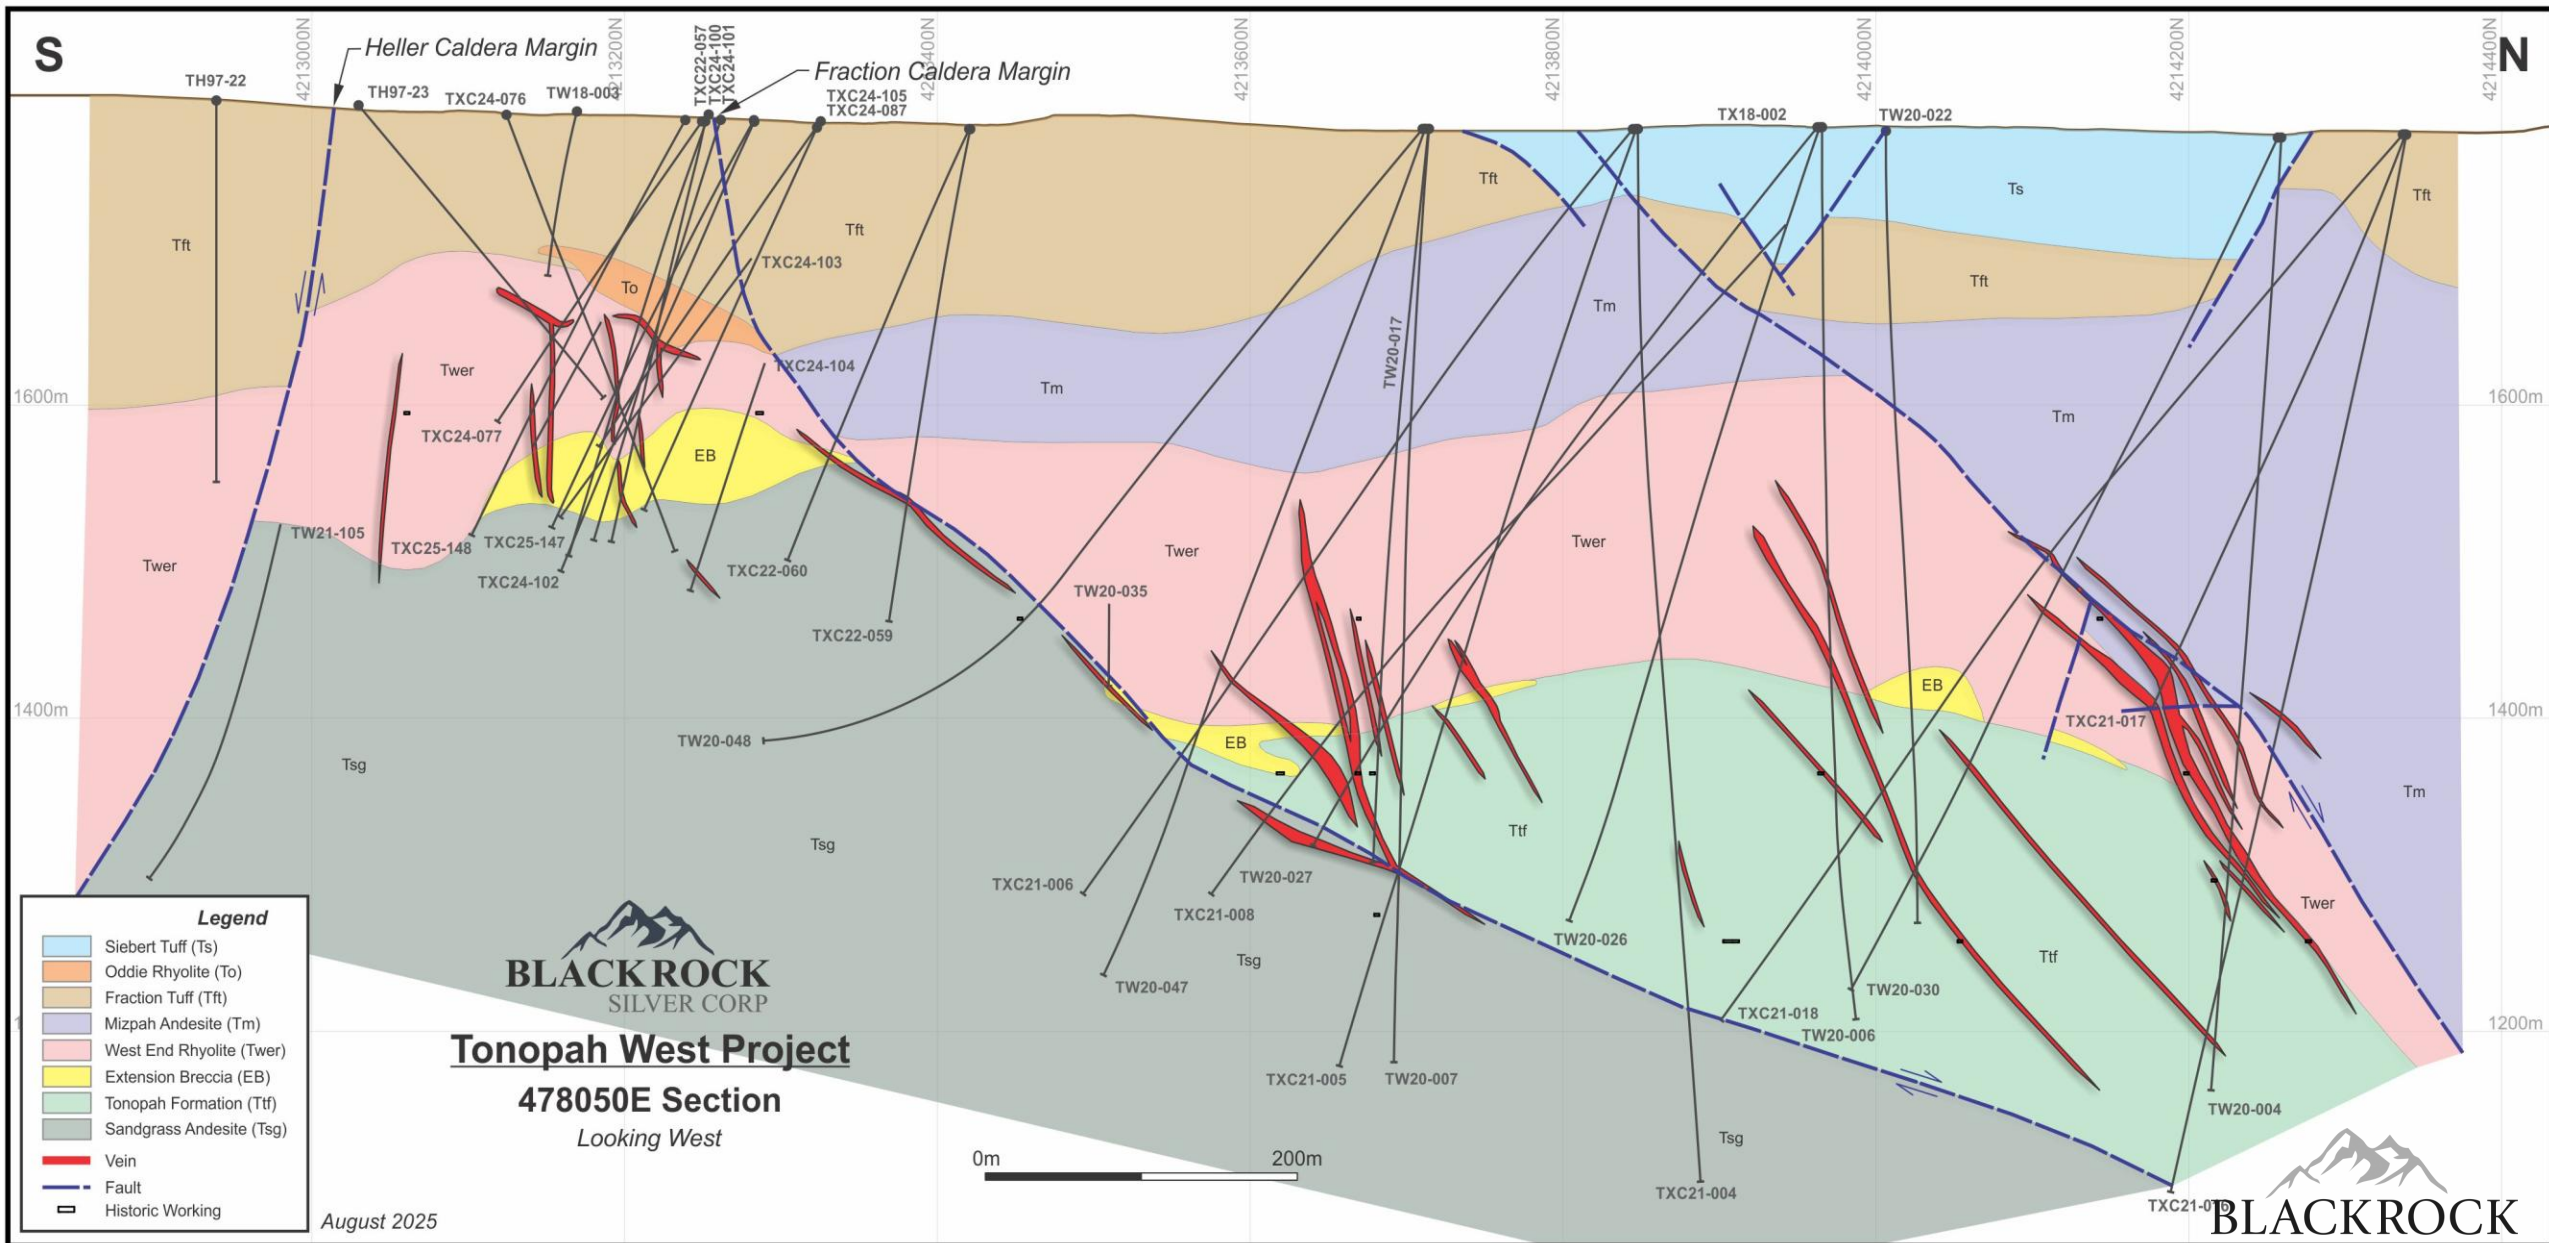 S
N
4213000N
4213200N
4213400N
4213600N
4213800N
4214000N
4214200N
4214400N
Heller Caldera Margin
Fraction Caldera Margin
TH97-22
TH97-23
TXC24-076
TW18-003
TXC22-057
TXC24-100
TXC24-101
TXC24-105
TXC24-087
TX18-002
TW20-022
Tft
Tft
Tft
Ts
Tft
Tft
To
TXC24-103
Tm
TW20-017
Twer
TXC24-104
1600m
1600m
Tm
Tm
TXC24-077
EB
TW21-105
TXC25-148
TXC25-147
TXC24-102
TXC22-060
TXC22-059
Twer
Twer
Twer
TW20-035
EB
1400m
1400m
TXC21-017
TW20-048
EB
Tsg
Tm
Ttf
Tsg
TXC21-006
TW20-027
TXC21-008
Twer
TW20-026
Tsg
Ttf
TW20-047
TW20-030
TXC21-018
TW20-006
1200m
TXC21-005
TW20-007
TW20-004
Tsg
TXC21-004
Legend
Siebert Tuff (Ts)
Oddie Rhyolite (To)
Fraction Tuff (Tft)
Mizpah Andesite (Tm)
West End Rhyolite (Twer)
Extension Breccia (EB)
Tonopah Formation (Ttf)
Sandgrass Andesite (Tsg)
Vein
Fault
Historic Working
BLACKROCK
SILVER CORP
Tonopah West Project
478050E Section
Looking West
0m
200m
August 2025
BLACKROCK